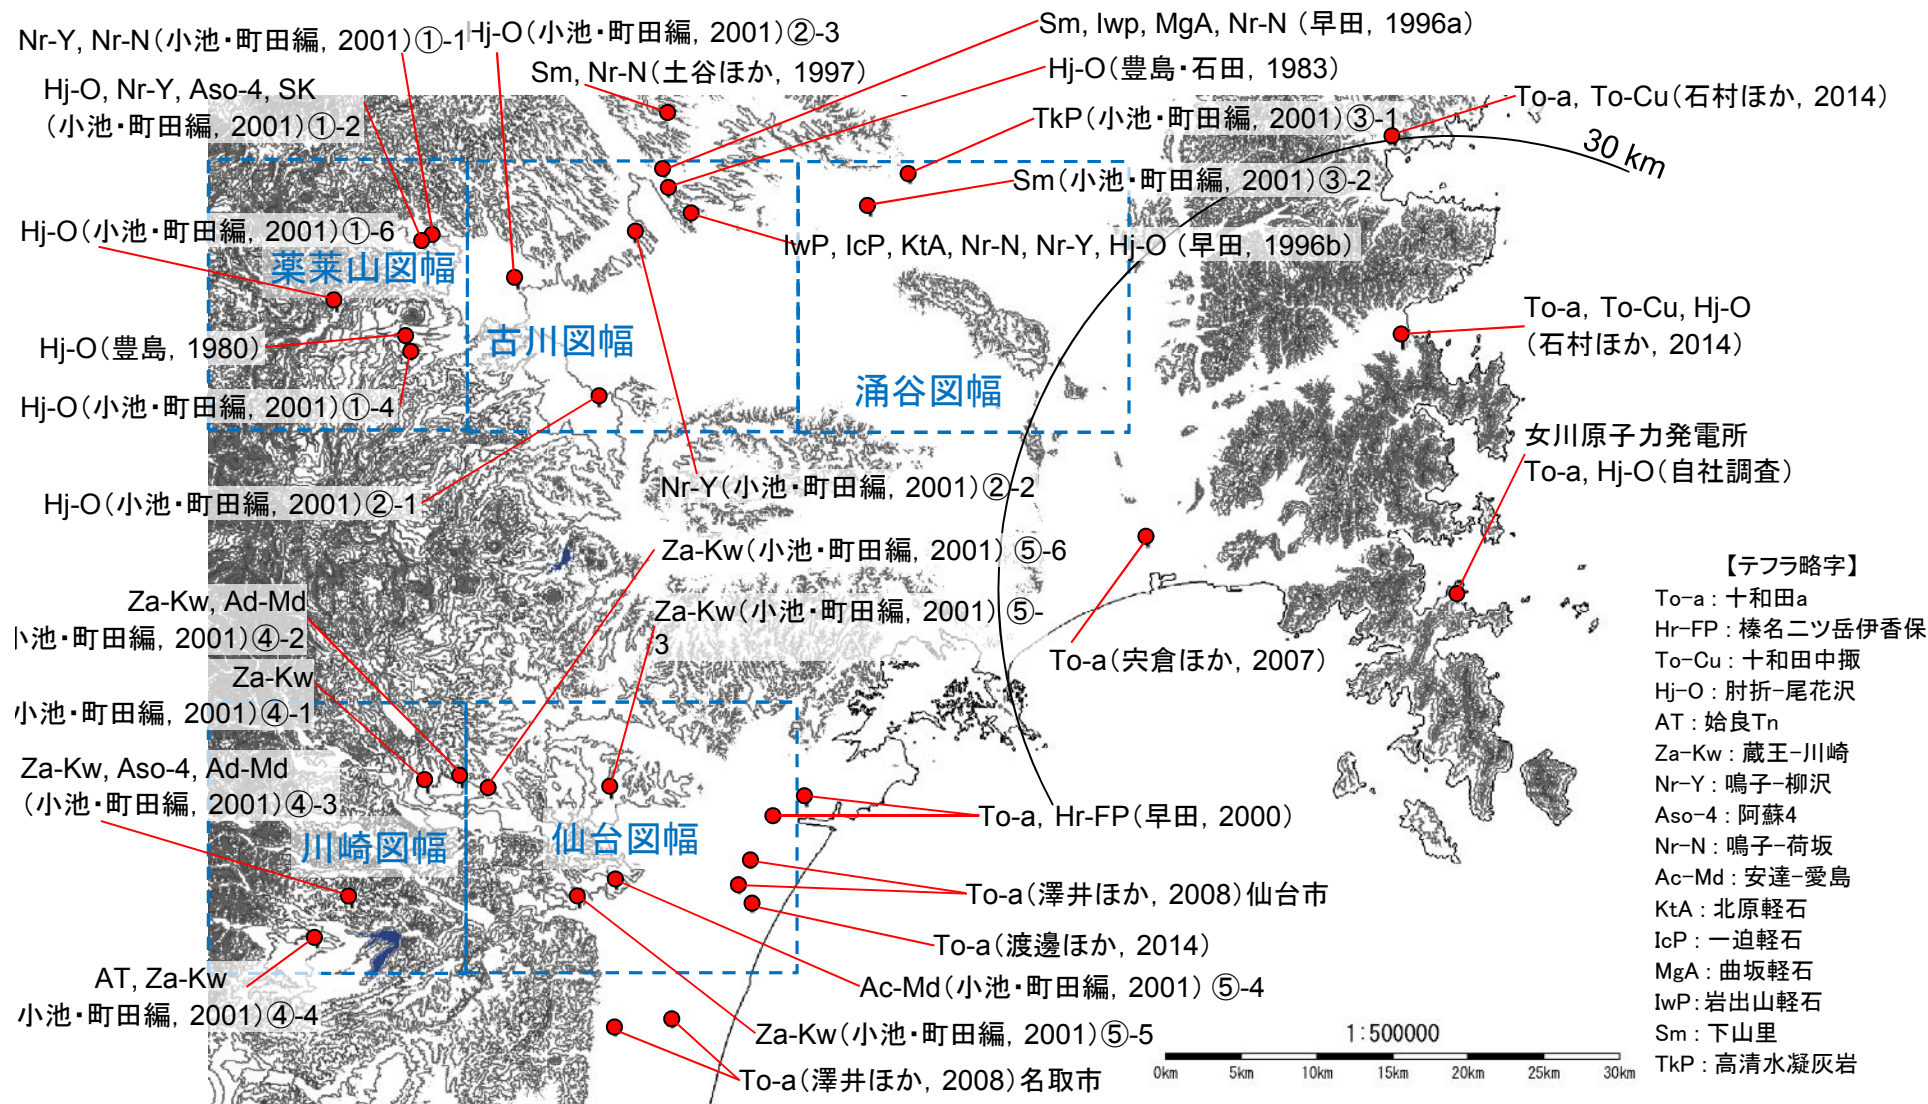 Nr-Y, Nr-N(小池・町田編, 2001)①-1
Hj-O(小池・町田編, 2001)②-3
Sm, Iwp, MgA, Nr-N (早田, 1996a)
Hj-O, Nr-Y, Aso-4, SK
(小池・町田編, 2001)①-2
Sm, Nr-N(土谷ほか, 1997)
Hj-O(豊島・石田, 1983)
TkP(小池・町田編, 2001)③-1
To-a, To-Cu(石村ほか, 2014)
30 km
Sm(小池・町田編, 2001)③-2
Hj-O(小池・町田編, 2001)①-6
IwP, IcP, KtA, Nr-N, Nr-Y, Hj-O (早田, 1996b)
薬莱山図幅
古川図幅
涌谷図幅
To-a, To-Cu, Hj-O
(石村ほか, 2014)
Hj-O(豊島, 1980)
Hj-O(小池・町田編, 2001)①-4
女川原子力発電所
To-a, Hj-O(自社調査)
Hj-O(小池・町田編, 2001)②-1
Nr-Y(小池・町田編, 2001)②-2
Za-Kw(小池・町田編, 2001) ⑤-6
Za-Kw, Ad-Md
小池・町田編, 2001)④-2
Za-Kw(小池・町田編, 2001) ⑤-
3
To-a(宍倉ほか, 2007)
Za-Kw
小池・町田編, 2001)④-1
Za-Kw, Aso-4, Ad-Md
(小池・町田編, 2001)④-3
川崎図幅
仙台図幅
To-a, Hr-FP(早田, 2000)
To-a(澤井ほか, 2008)仙台市
To-a(渡邊ほか, 2014)
AT, Za-Kw
小池・町田編, 2001)④-4
Ac-Md(小池・町田編, 2001) ⑤-4
Za-Kw(小池・町田編, 2001)⑤-5
To-a(澤井ほか, 2008)名取市
【テフラ略字】
To-a : 十和田a
Hr-FP : 榛名二ツ岳伊香保
To-Cu : 十和田中掫
Hj-O : 肘折-尾花沢
AT : 姶良Tn
Za-Kw : 蔵王-川崎
Nr-Y : 鳴子-柳沢
Aso-4 : 阿蘇4
Nr-N : 鳴子-荷坂
Ac-Md : 安達-愛島
KtA : 北原軽石
IcP : 一迫軽石
MgA : 曲坂軽石
IwP : 岩出山軽石
Sm : 下山里
TkP : 高清水凝灰岩
1:500000
0km 5km 10km 15km 20km 25km 30km